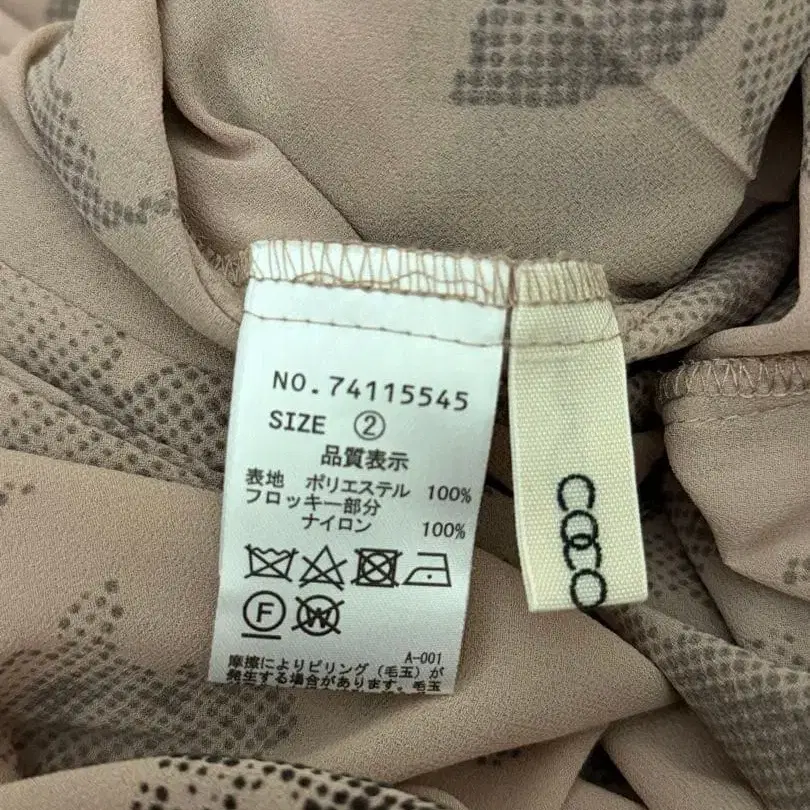 NO.74115545
SIZE ②
品質表示
表地 ポリエステル 100%
フロッキー部分
ナイロン 100%
F
W
A-001
摩擦によりピリング(毛玉)が
発生する場合があります。毛玉
COCO